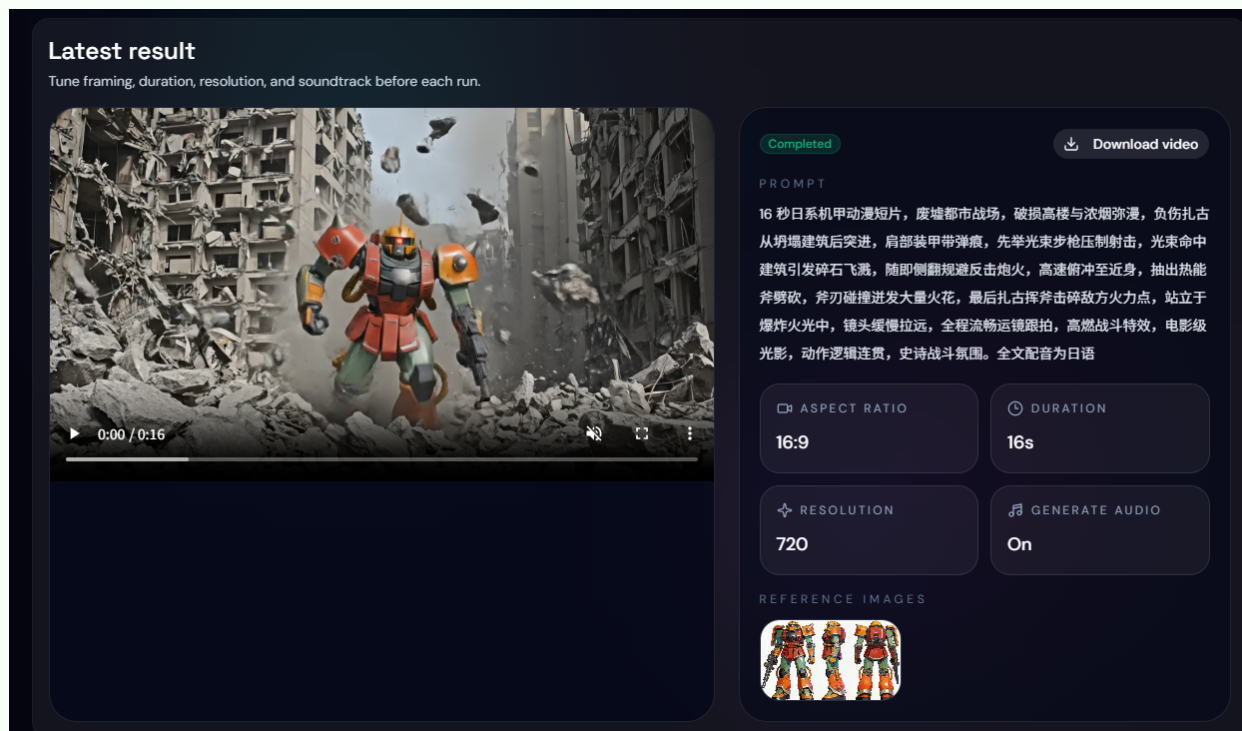 Latest result
Tune framing, duration, resolution, and soundtrack before each run.
0:00 / 0:16
Completed
Download video
PROMPT
16 秒日系机甲动漫短片，废墟都市战场，破损高楼与浓烟弥漫，负伤扎古
从坍塌建筑后突进，肩部装甲带弹痕，先举光束步枪压制射击，光束命中
建筑引发碎石飞溅，随即侧翻规避反击炮火，高速俯冲至近身，抽出热能
斧劈砍，斧刃碰撞迸发大量火花，最后扎古挥斧击碎敌方火力点，站立于
爆炸火光中，镜头缓慢拉远，全程流畅运镜跟拍，高燃战斗特效，电影级
光影，动作逻辑连贯，史诗战斗氛围。全文配音为日语
ASPECT RATIO
16:9
DURATION
16s
RESOLUTION
720
GENERATE AUDIO
On
REFERENCE IMAGES